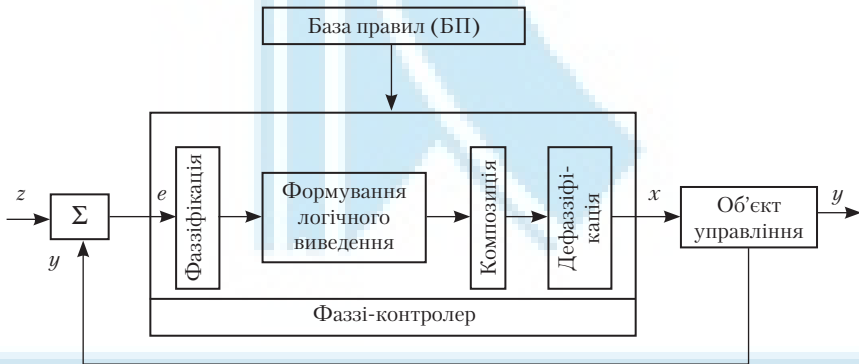 База правил (БП)
z
Σ
y
e
Фаззіфікація
Формування
логічного
виведення
Композиція
Дефаззіфі-
кація
x
Об’єкт
управління
y
Фаззі-контролер